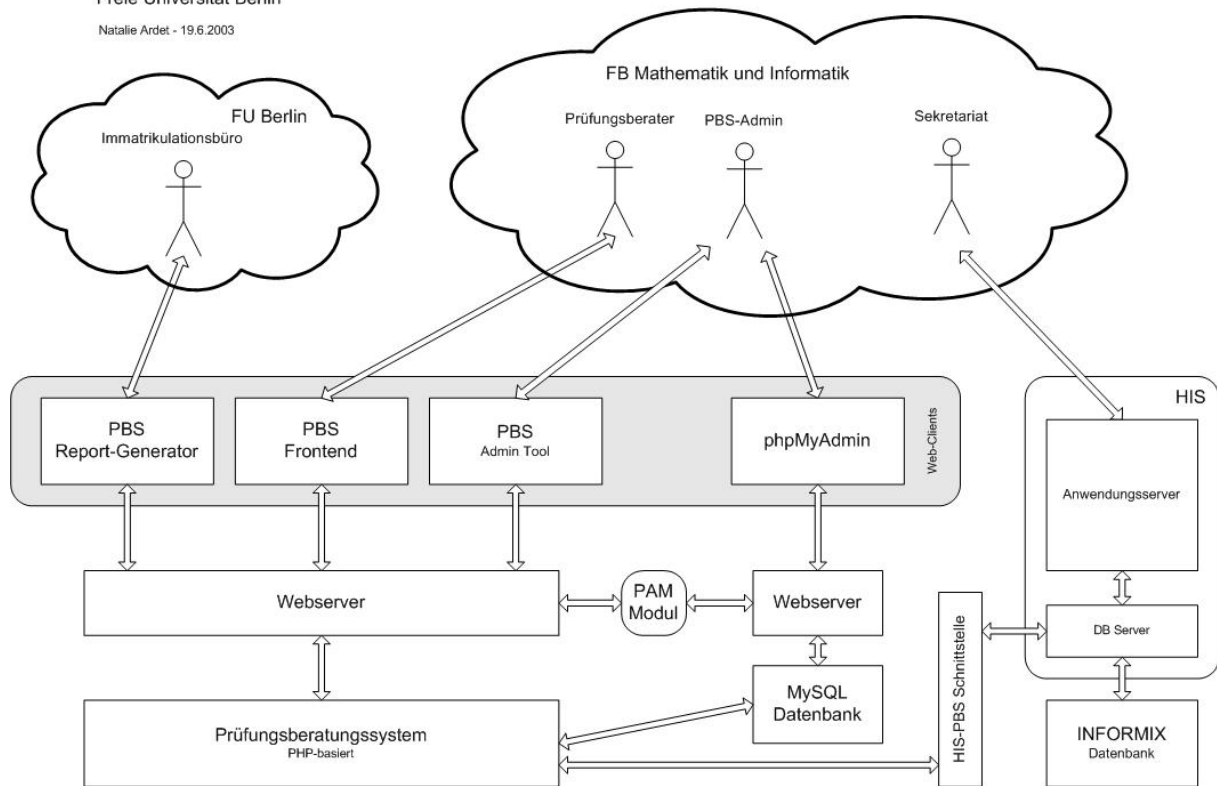 Freie Universität Berlin
Natalie Ardet - 19.6.2003
FB Mathematik und Informatik
FU Berlin
Immatrikulationsbüro
Prüfungsberater
PBS-Admin
Sekretariat
HIS
PBS
Report-Generator
PBS
Frontend
PBS
Admin Tool
phpMyAdmin
Web-Clients
Anwendungsserver
Webserver
PAM
Modul
Webserver
DB Server
HIS-PBS Schnittstelle
MySQL
Datenbank
Prüfungsberatungssystem
PHP-basiert
INFORMIX
Datenbank